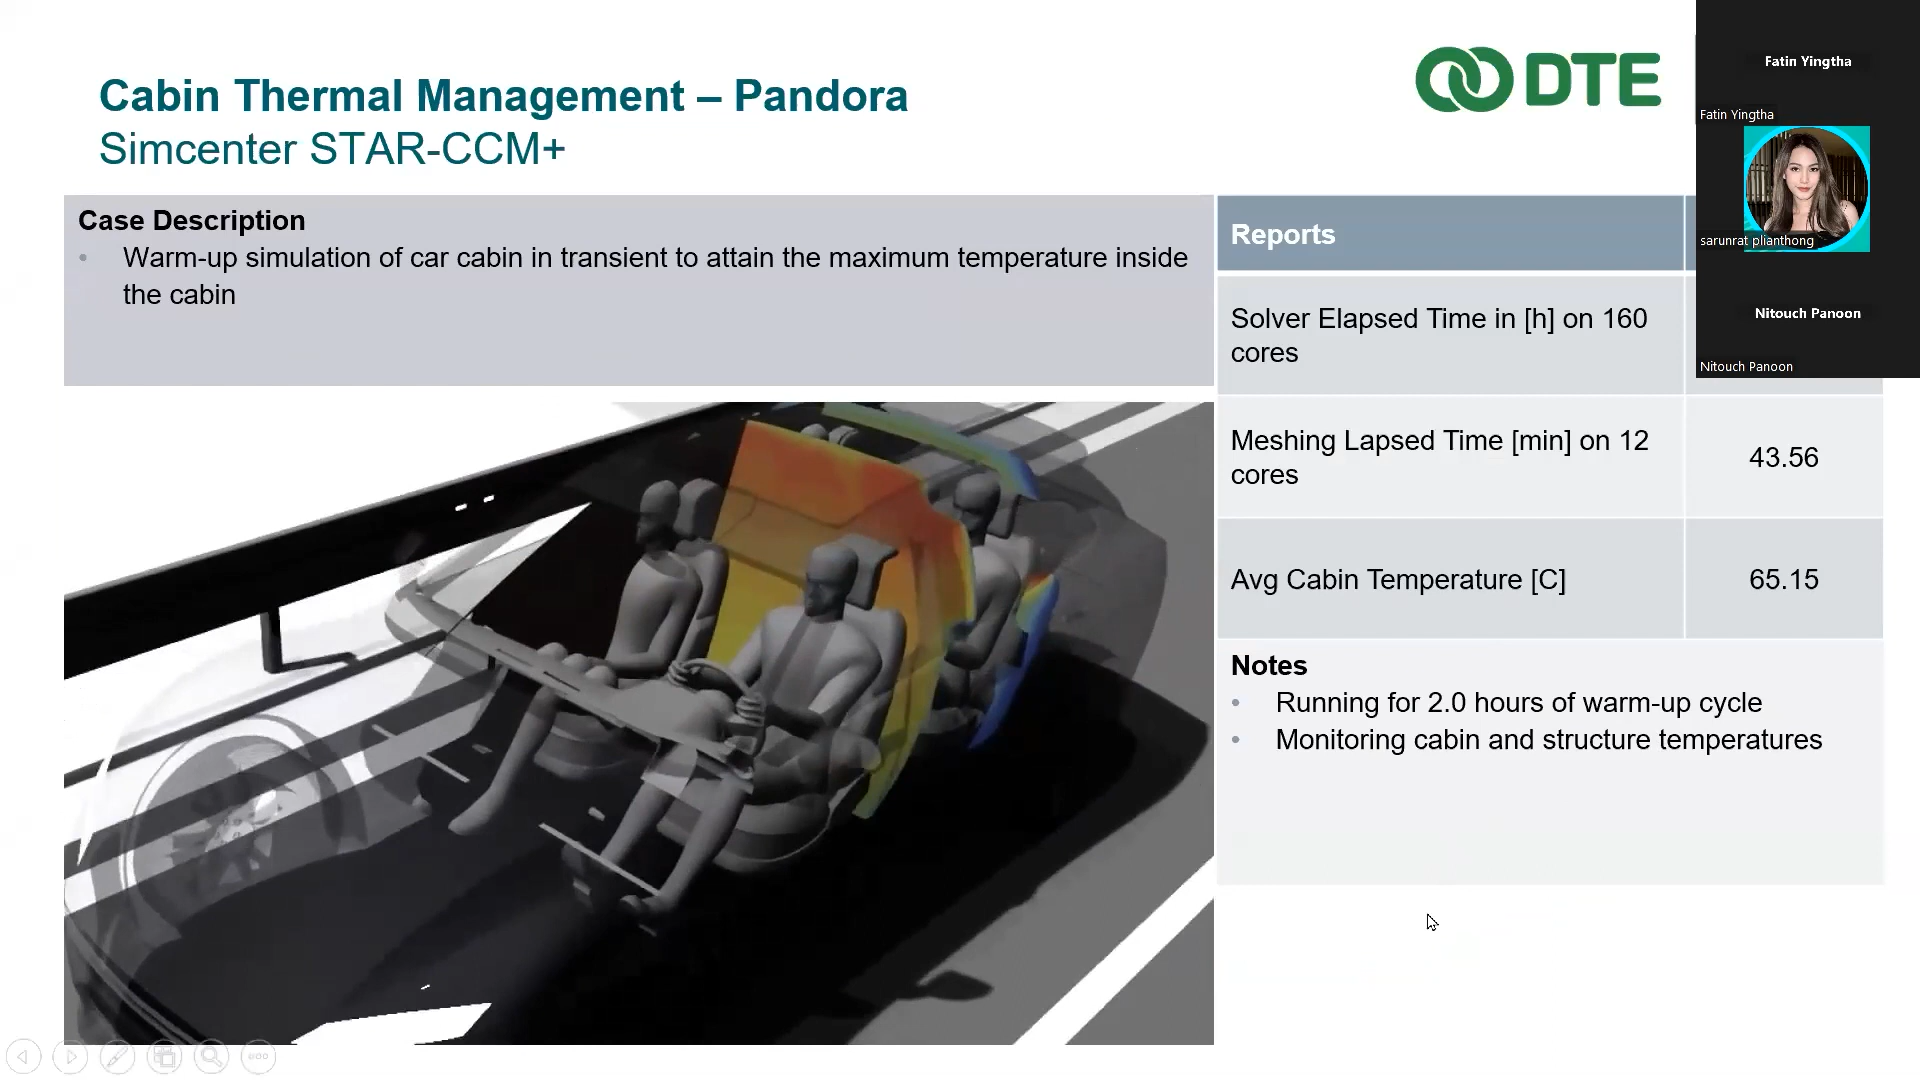 Cabin Thermal Management – Pandora
Simcenter STAR-CCM+
DTE
Case Description
• Warm-up simulation of car cabin in transient to attain the maximum temperature inside
the cabin
Reports
Solver Elapsed Time in [h] on 160
cores
Meshing Lapsed Time [min] on 12
cores
43.56
Avg Cabin Temperature [C]
65.15
Notes
• Running for 2.0 hours of warm-up cycle
• Monitoring cabin and structure temperatures
Fatin Yingtha
Fatin Yingtha
sarunrat plianthong
Nitouch Panoon
Nitouch Panoon